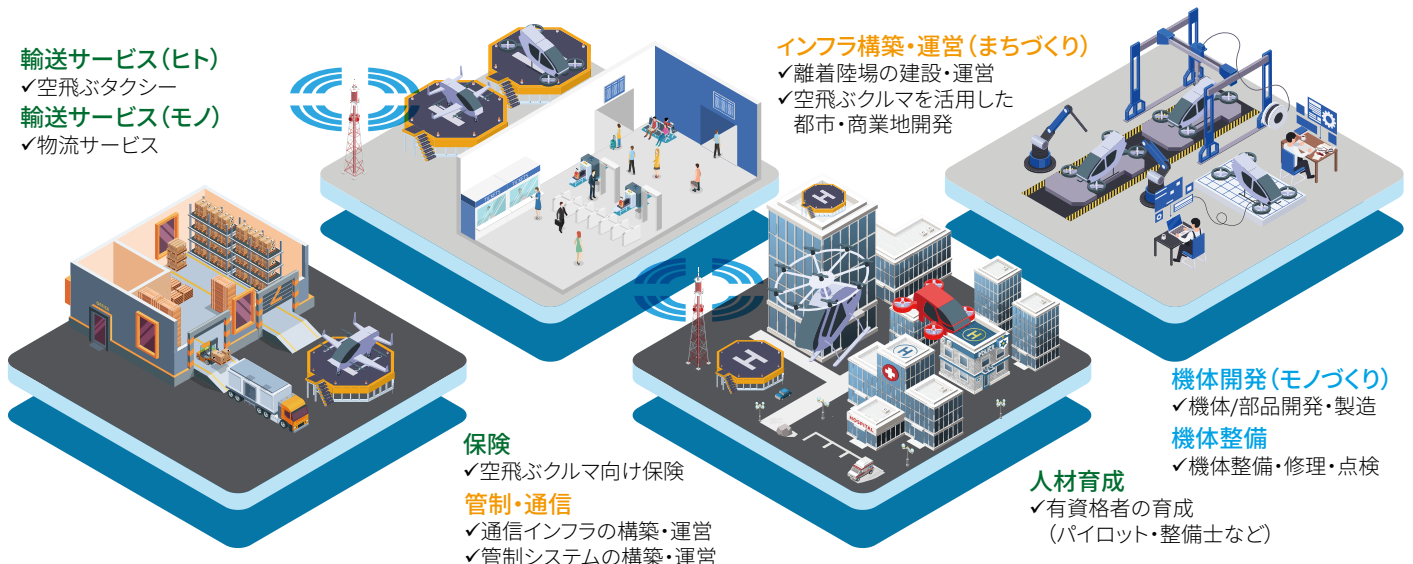 輸送サービス(ヒト)
✓空飛ぶタクシー
輸送サービス(モノ)
✓物流サービス
インフラ構築・運営(まちづくり)
✓離着陸場の建設・運営
✓空飛ぶクルマを活用した
都市・商業地開発
H
H
H
H
POLICE
HOSPITAL
機体開発(モノづくり)
✓機体/部品開発・製造
機体整備
✓機体整備・修理・点検
保険
✓空飛ぶクルマ向け保険
管制・通信
✓通信インフラの構築・運営
✓管制システムの構築・運営
人材育成
✓有資格者の育成
(パイロット・整備士など)